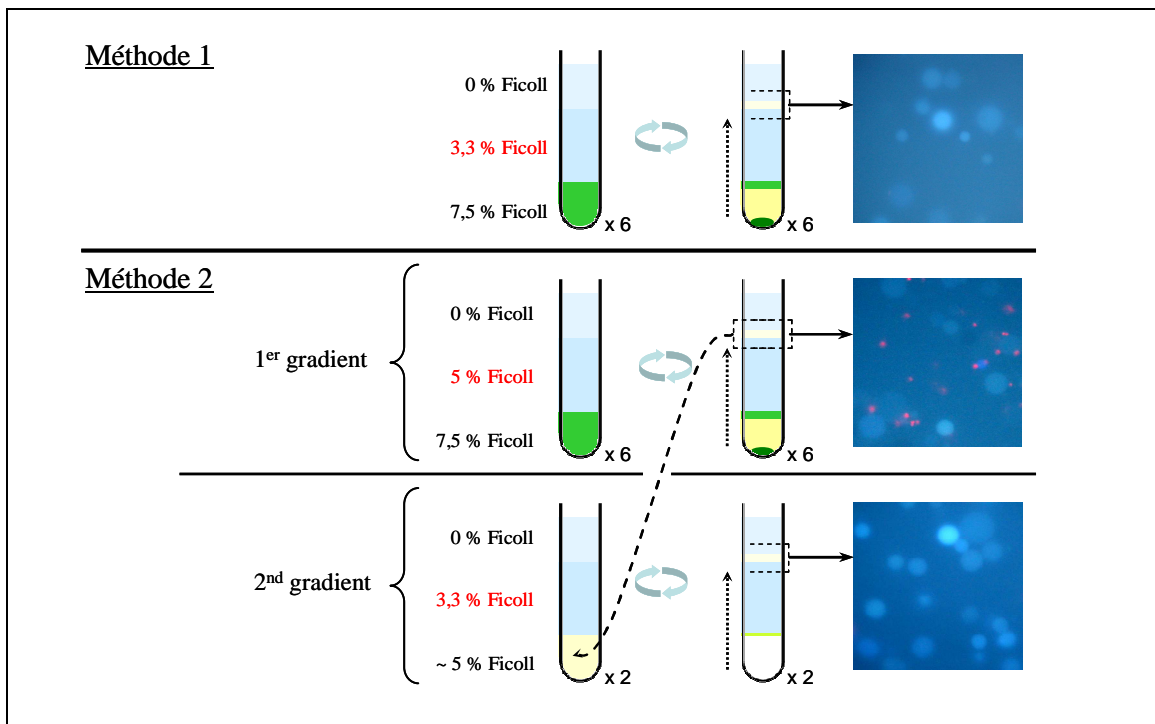 Méthode 1
0 % Ficoll
3,3 % Ficoll
7,5 % Ficoll
x 6
x 6
Méthode 2
1er gradient
0 % Ficoll
5 % Ficoll
7,5 % Ficoll
x 6
x 6
2nd gradient
0 % Ficoll
3,3 % Ficoll
~ 5 % Ficoll
x 2
x 2